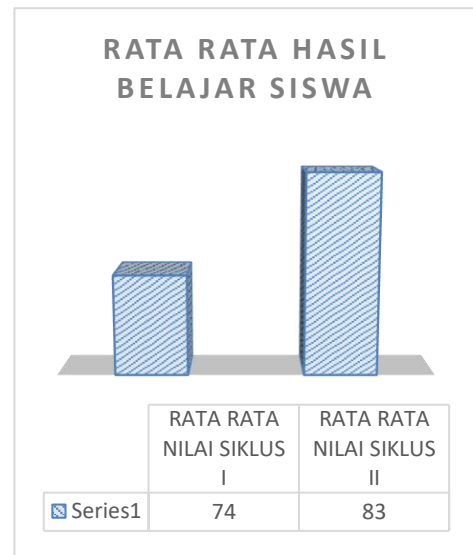 RATA RATA HASIL
BELAJAR SISWA
RATA RATA
NILAI SIKLUS
I
RATA RATA
NILAI SIKLUS
II
Series1 74 83